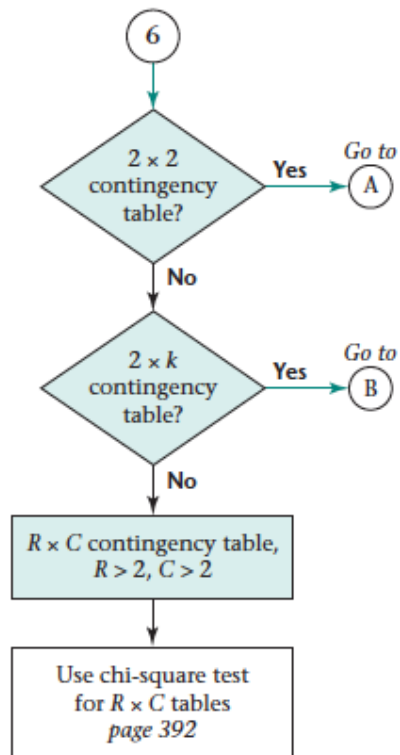 6
2 × 2
contingency
table?
Yes
Go to
A
No
2 × k
contingency
table?
Yes
Go to
B
No
R × C contingency table,
R > 2, C > 2
Use chi-square test
for R × C tables
page 392